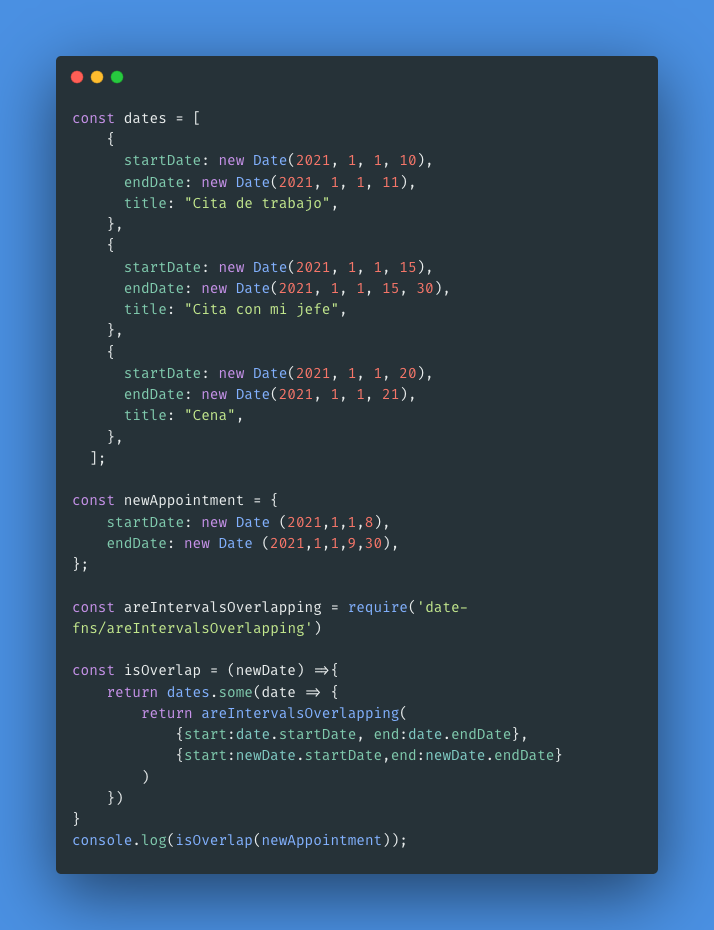 const dates = [
    {
      startDate: new Date(2021, 1, 1, 10),
      endDate: new Date(2021, 1, 1, 11),
      title: "Cita de trabajo",
    },
    {
      startDate: new Date(2021, 1, 1, 15),
      endDate: new Date(2021, 1, 1, 15, 30),
      title: "Cita con mi jefe",
    },
    {
      startDate: new Date(2021, 1, 1, 20),
      endDate: new Date(2021, 1, 1, 21),
      title: "Cena",
    },
  ];
const newAppointment = {
    startDate: new Date (2021,1,1,8),
    endDate: new Date (2021,1,1,9,30),
};
const areIntervalsOverlapping = require('date-
fns/areIntervalsOverlapping')
const isOverlap = (newDate) =>{
    return dates.some(date => {
        return areIntervalsOverlapping(
            {start:date.startDate, end:date.endDate},
            {start:newDate.startDate,end:newDate.endDate}
        )
    })
}
console.log(isOverlap(newAppointment));